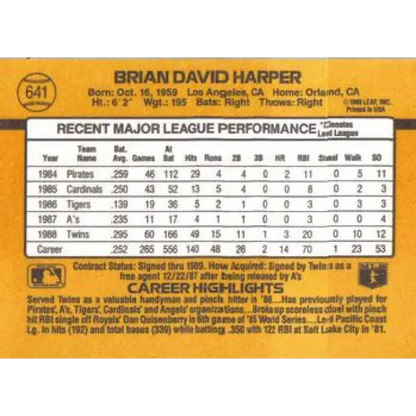 641
BRIAN DAVID HARPER
Born: Oct. 16, 1959 Los Angeles, CA Home: Orland, CA
Ht.: 6' 2" Wgt.: 195 Bats: Right Throws: Right
LEAF, INC.
Printed in USA
RECENT MAJOR LEAGUE PERFORMANCE *Denotes Led League
Year Team Name Bat. Avg. Games At Bat Hits Runs 2B 3B HR RBI Stead Walk SO
1984 Pirates .259 46 112 29 4 4 0 2 11 0 5 11
1985 Cardinals .250 43 52 13 5 4 0 0 8 0 2 3
1986 Tigers .139 19 36 5 2 1 0 0 3 0 3 3
1987 A's .235 11 17 4 1 1 0 0 3 0 0 4
1988 Twins .295 60 166 49 15 11 1 3 20 0 10 12
Career .252 265 556 140 48 26 2 14 70 1 23 53
Contract Status: Signed thru 1989. How Acquired: Signed by Twins as a
free agent 12/22/87 after being released by A's
CAREER HIGHLIGHTS
Served Twins as a valuable handyman and pinch hitter in '88... Has previously played for
Pirates', A's, Tigers', Cardinals' and Angels' organizations... Broke up scoreless duel with pinch
hit RBI single off Royals' Dan Quisenberry in 6th game of '85 World Series... Led Pacific Coast
Lg. in hits (192) and total bases (339) while batting .350 with 122 RBI at Salt Lake City in '81.